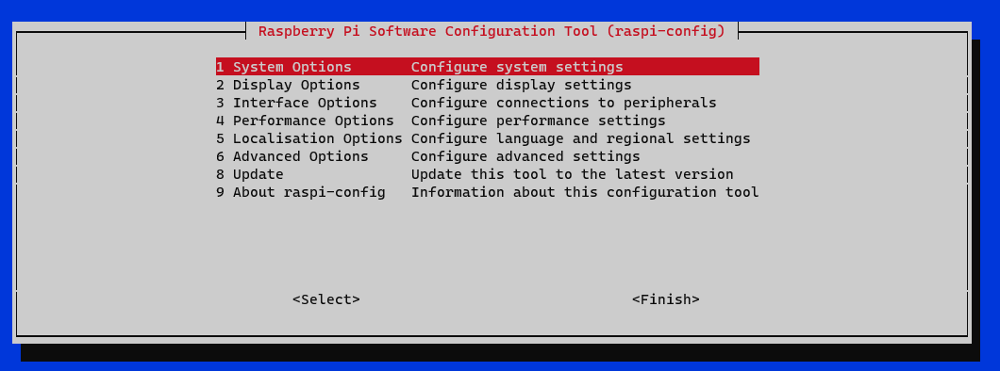 Raspberry Pi Software Configuration Tool (raspi-config)
1 System Options Configure system settings
2 Display Options Configure display settings
3 Interface Options Configure connections to peripherals
4 Performance Options Configure performance settings
5 Localisation Options Configure language and regional settings
6 Advanced Options Configure advanced settings
8 Update Update this tool to the latest version
9 About raspi-config Information about this configuration tool
<Select> <Finish>